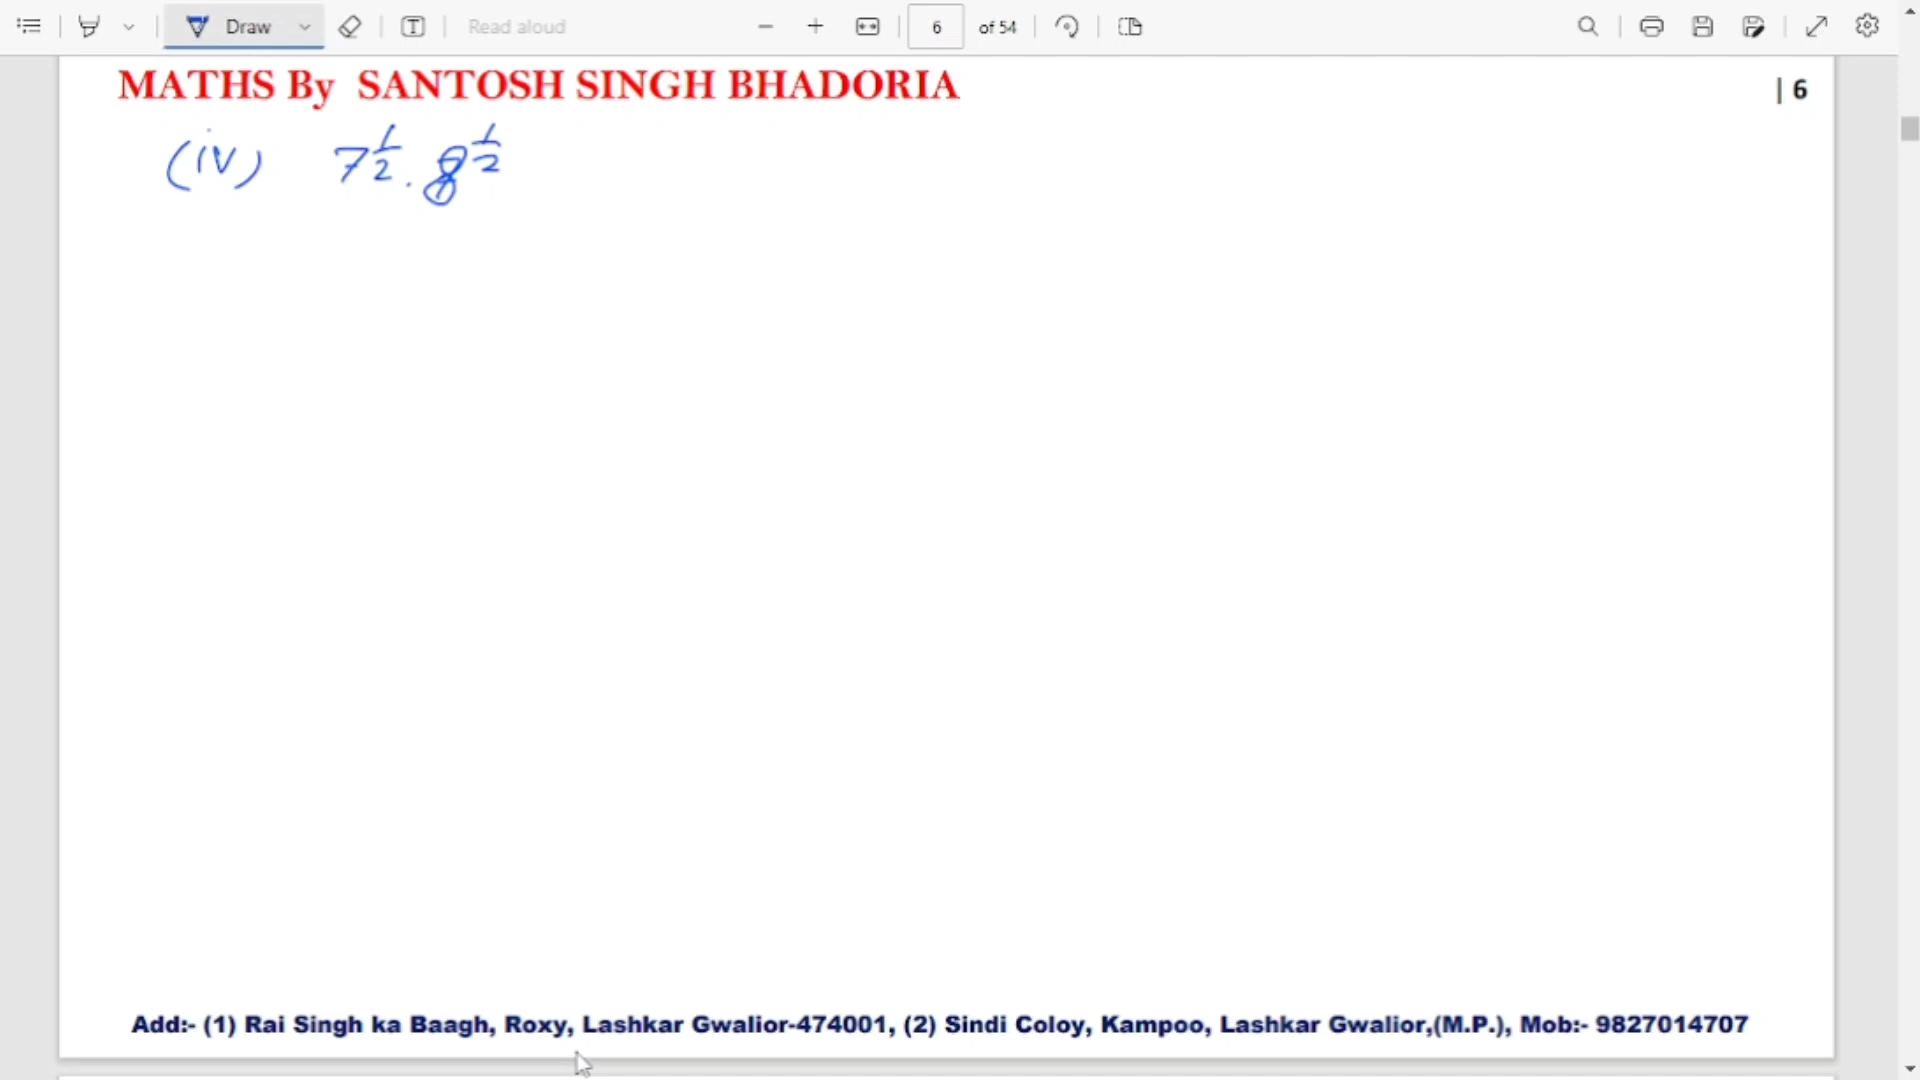 Draw Read aloud 6 of 54
MATHS By SANTOSH SINGH BHADORIA | 6
(iv) 7^1/2 . 8^1/2
Add:- (1) Rai Singh ka Baagh, Roxy, Lashkar Gwalior-474001, (2) Sindi Coloy, Kampoo, Lashkar Gwalior,(M.P.), Mob:- 9827014707